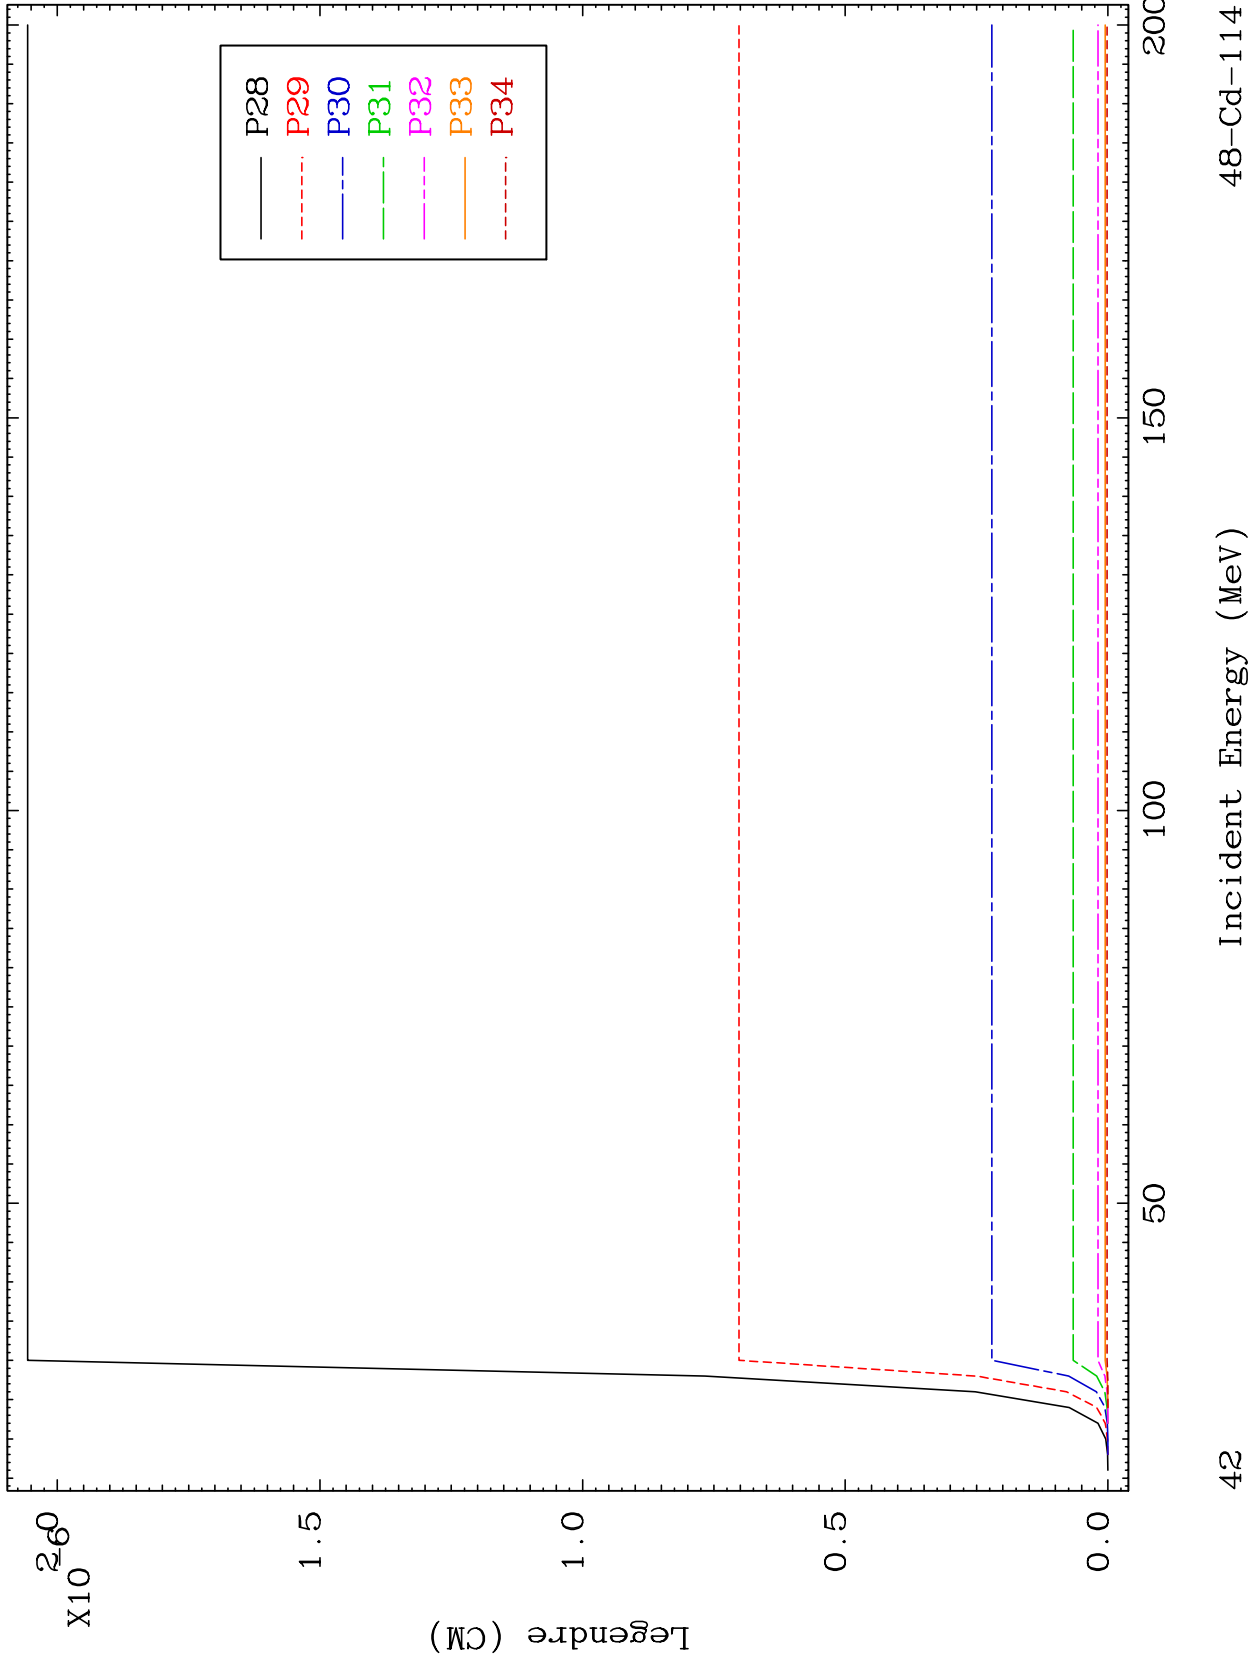 X10
-6
2.0
1.5
1.0
0.5
0.0
Legendre (CM)
P28
P29
P30
P31
P32
P33
P34
50
100
150
200
Incident Energy (MeV)
42
48-Cd-114